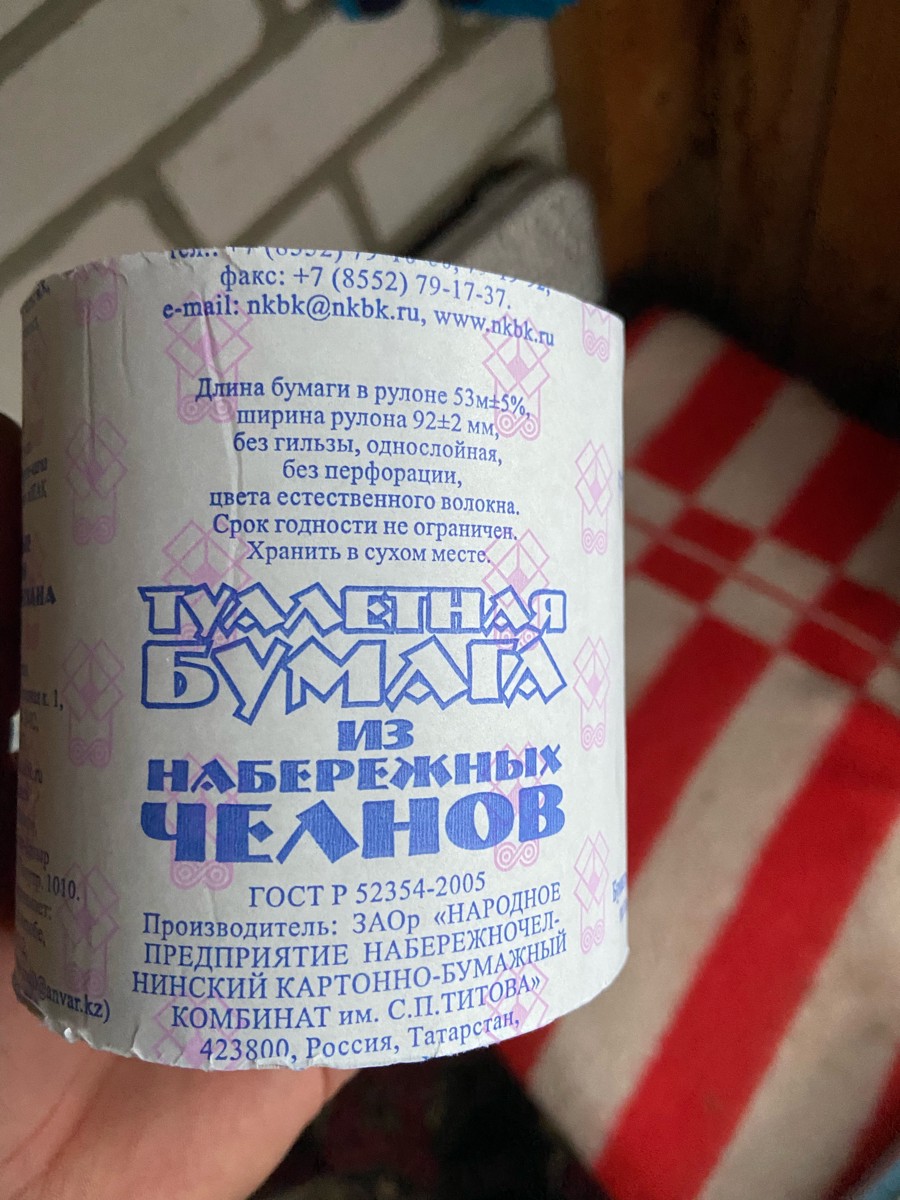 факс: +7 (8552) 79-17-37.
e-mail: nkbk@nkbk.ru, www.nkbk.ru
Длина бумаги в рулоне 53м±5%,
ширина рулона 92±2 мм,
без гильзы, однослойная,
без перфорации,
цвета естественного волокна.
Срок годности не ограничен.
Хранить в сухом месте.
ТУАЛЕТНАЯ
БУМАГА
ИЗ
НАБЕРЕЖНЫХ
ЧЕЛНОВ
ГОСТ Р 52354-2005
Производитель: ЗАОр «НАРОДНОЕ
ПРЕДПРИЯТИЕ НАБЕРЕЖНОЧЕЛ-
НИНСКИЙ КАРТОННО-БУМАЖНЫЙ
КОМБИНАТ им. С.П.ТИТОВА»
423800, Россия, Татарстан,
1010.
anvar.kz)